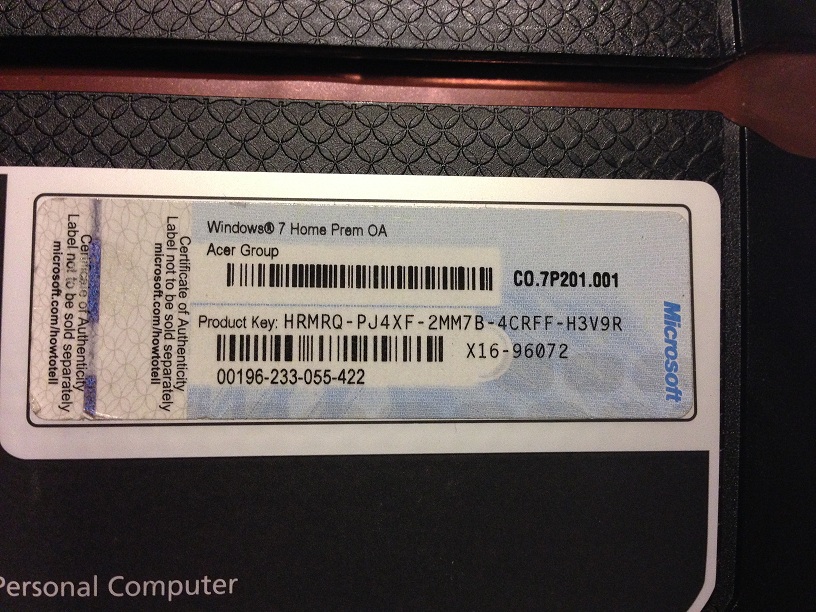 Windows® 7 Home Prem OA
Acer Group
CO.7P201.001
Product Key: HRMRQ-PJ4XF-2MM7B-4CRFF-H3V9R
X16-96072
00196-233-055-422
Certificate of Authenticity
Label not to be sold separately
microsoft.com/howtotell
Certificate of Authenticity
Label not to be sold separately
microsoft.com/howtotell
Microsoft
Personal Computer